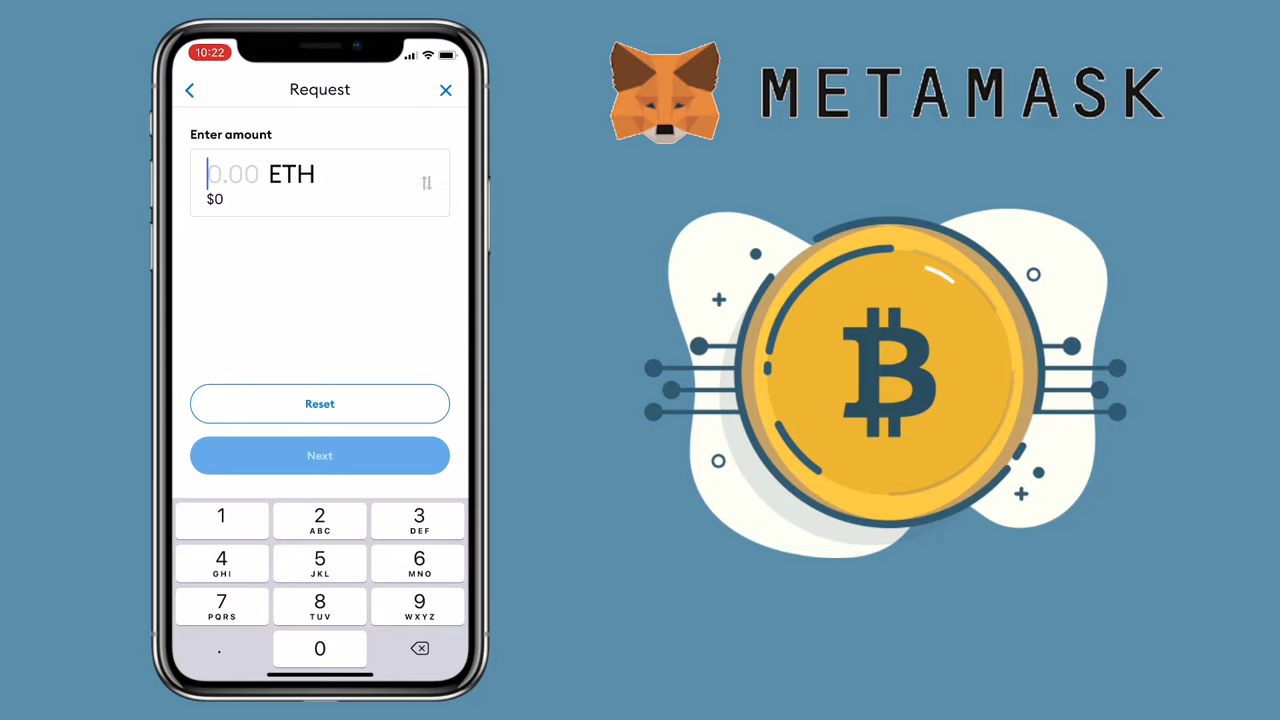 10:22
Request
Enter amount
0.00 ETH
$0
Reset
Next
1
2
ABC
3
DEF
4
GHI
5
JKL
6
MNO
7
PQRS
8
TUV
9
WXYZ
.
0
METAMASK